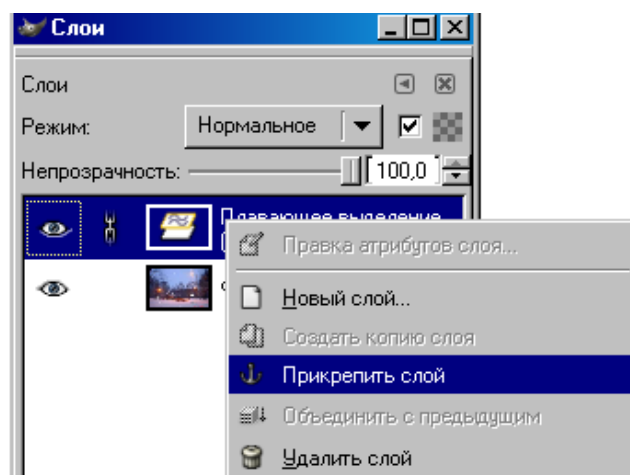 Слои
Слои
Режим: Нормальное
Непрозрачность: 100,0
Плавающее выделение
Правка атрибутов слоя...
Новый слой...
Создать копию слоя
Прикрепить слой
Объединить с предыдущим
Удалить слой